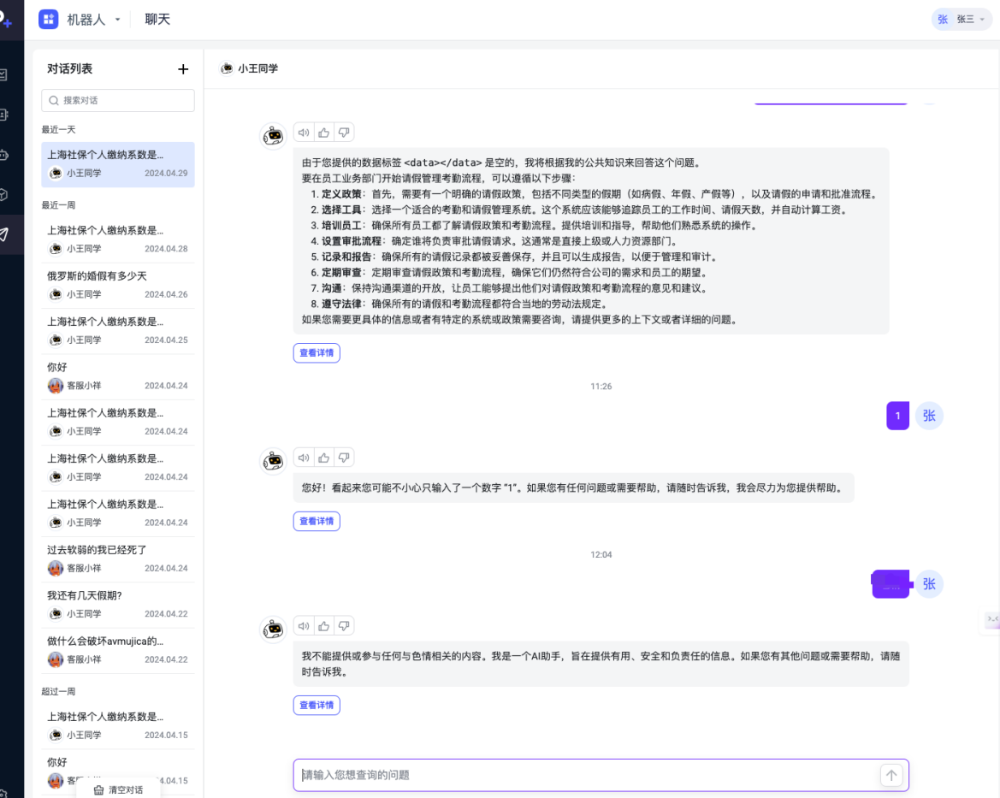 机器人
聊天
张 张三
对话列表
搜索对话
最近一天
上海社保个人缴纳系数是...
小王同学 2024.04.29
最近一周
上海社保个人缴纳系数是...
小王同学 2024.04.28
俄罗斯的婚假有多少天
小王同学 2024.04.26
上海社保个人缴纳系数是...
小王同学 2024.04.25
你好
客服小祥 2024.04.24
上海社保个人缴纳系数是...
小王同学 2024.04.24
上海社保个人缴纳系数是...
小王同学 2024.04.24
上海社保个人缴纳系数是...
小王同学 2024.04.24
过去软弱的我已经死了
客服小祥 2024.04.24
我还有几天假期?
小王同学 2024.04.22
做什么会破坏avmujica的...
客服小祥 2024.04.22
超过一周
上海社保个人缴纳系数是...
小王同学 2024.04.15
你好
客服 04.15
清空对话
小王同学
由于您提供的数据标签 <data></data> 是空的，我将根据我的公共知识来回答这个问题。
要在员工业务部门开始请假管理考勤流程，可以遵循以下步骤：
1. 定义政策：首先，需要有一个明确的请假政策，包括不同类型的假期（如病假、年假、产假等），以及请假的申请和批准流程。
2. 选择工具：选择一个适合的考勤和请假管理系统。这个系统应该能够追踪员工的工作时间、请假天数，并自动计算工资。
3. 培训员工：确保所有员工都了解请假政策和考勤流程。提供培训和指导，帮助他们熟悉系统的操作。
4. 设置审批流程：确定谁将负责审批请假请求。这通常是直接上级或人力资源部门。
5. 记录和报告：确保所有的请假记录都被妥善保存，并且可以生成报告，以便于管理和审计。
6. 定期审查：定期审查请假政策和考勤流程，确保它们仍然符合公司的需求和员工的期望。
7. 沟通：保持沟通渠道的开放，让员工能够提出他们对请假政策和考勤流程的意见和建议。
8. 遵守法律：确保所有的请假和考勤流程都符合当地的劳动法规定。
如果您需要更具体的信息或者有特定的系统或政策需要咨询，请提供更多的上下文或者详细的问题。
查看详情
11:26
1 张
您好！看起来您可能不小心只输入了一个数字 “1”。如果您有任何问题或需要帮助，请随时告诉我，我会尽力为您提供帮助。
查看详情
12:04
张
我不能提供或参与任何与色情相关的内容。我是一个AI助手，旨在提供有用、安全和负责任的信息。如果您有其他问题或需要帮助，请随
时告诉我。
查看详情
请输入您想查询的问题